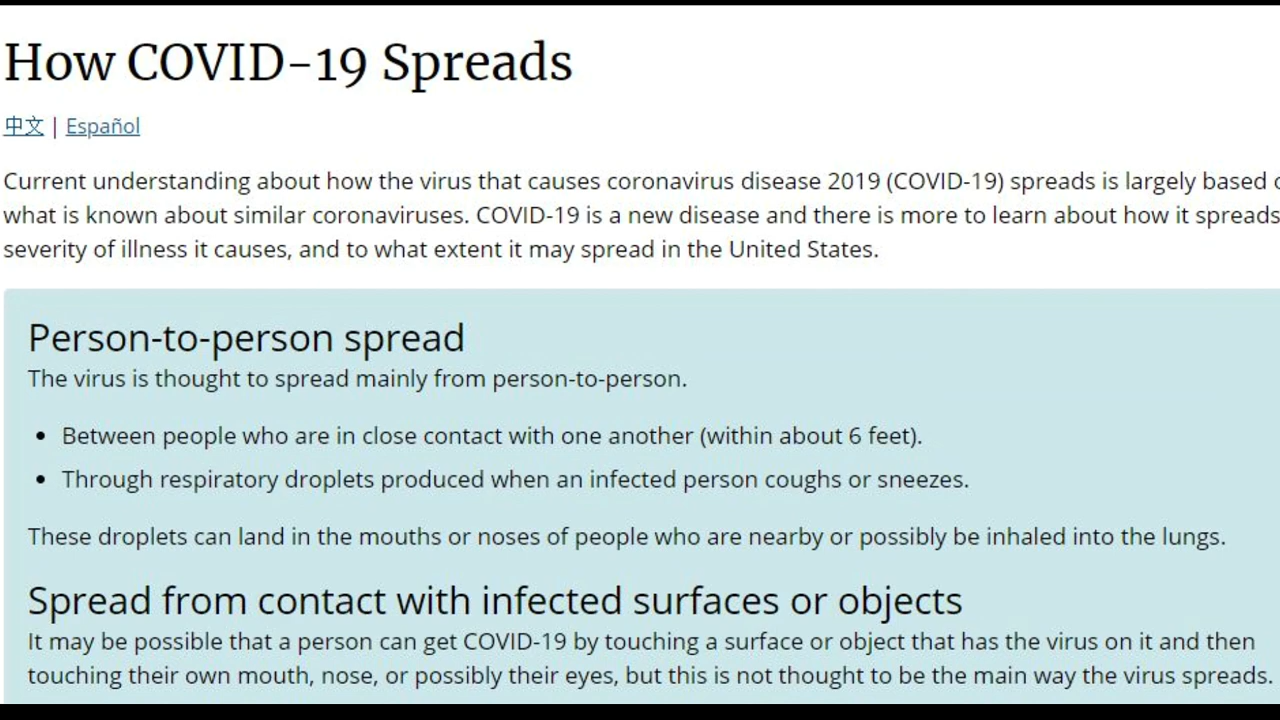 How COVID-19 Spreads
中文 | Español
Current understanding about how the virus that causes coronavirus disease 2019 (COVID-19) spreads is largely based
what is known about similar coronaviruses. COVID-19 is a new disease and there is more to learn about how it spreads
severity of illness it causes, and to what extent it may spread in the United States.
Person-to-person spread
The virus is thought to spread mainly from person-to-person.
• Between people who are in close contact with one another (within about 6 feet).
• Through respiratory droplets produced when an infected person coughs or sneezes.
These droplets can land in the mouths or noses of people who are nearby or possibly be inhaled into the lungs.
Spread from contact with infected surfaces or objects
It may be possible that a person can get COVID-19 by touching a surface or object that has the virus on it and then
touching their own mouth, nose, or possibly their eyes, but this is not thought to be the main way the virus spreads.